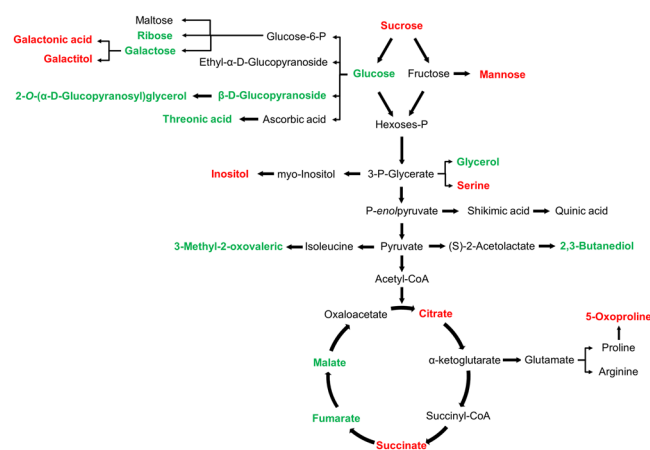 Maltose
Sucrose
Galactonic acid
Ribose
Glucose-6-P
Galactitol
Galactose
Ethyl-α-D-Glucopyranoside
Glucose
Fructose
Mannose
2-O-(α-D-Glucopyranosyl)glycerol
β-D-Glucopyranoside
Threonic acid
Ascorbic acid
Hexoses-P
Glycerol
Inositol
myo-Inositol
3-P-Glycerate
Serine
P-enolpyruvate
Shikimic acid
Quinic acid
3-Methyl-2-oxovaleric
Isoleucine
Pyruvate
(S)-2-Acetolactate
2,3-Butanediol
Acetyl-CoA
Oxaloacetate
Citrate
5-Oxoproline
Malate
α-ketoglutarate
Glutamate
Proline
Arginine
Fumarate
Succinyl-CoA
Succinate